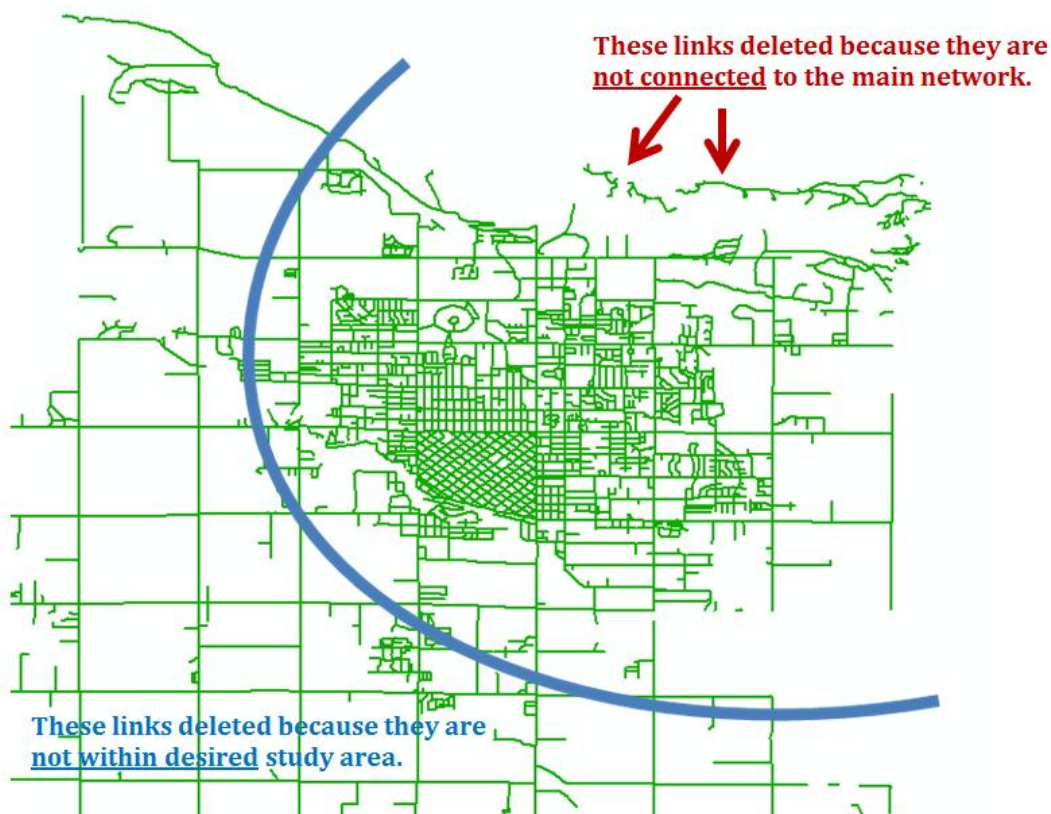 These links deleted because they are
not connected to the main network.
These links deleted because they are
not within desired study area.